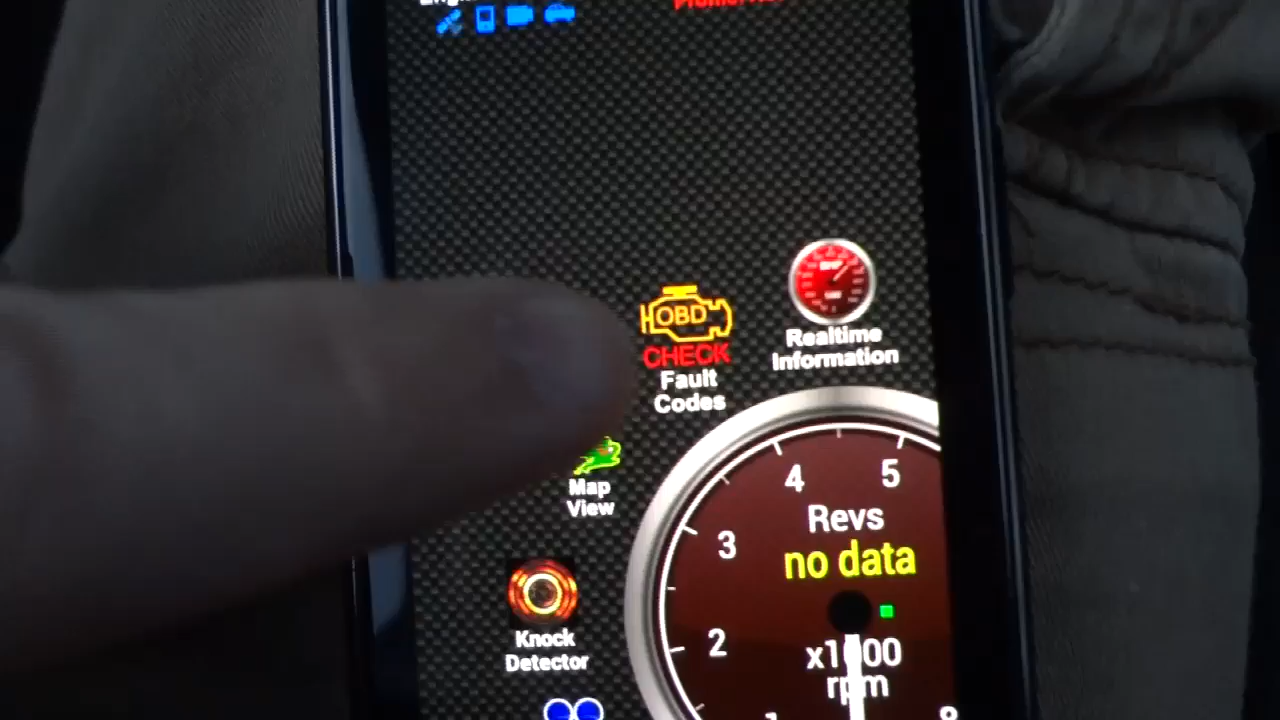 OBD
CHECK
Fault
Codes
Realtime
Information
Map
View
Knock
Detector
4
5
3
2
Revs
no data
x1000
rpm
8